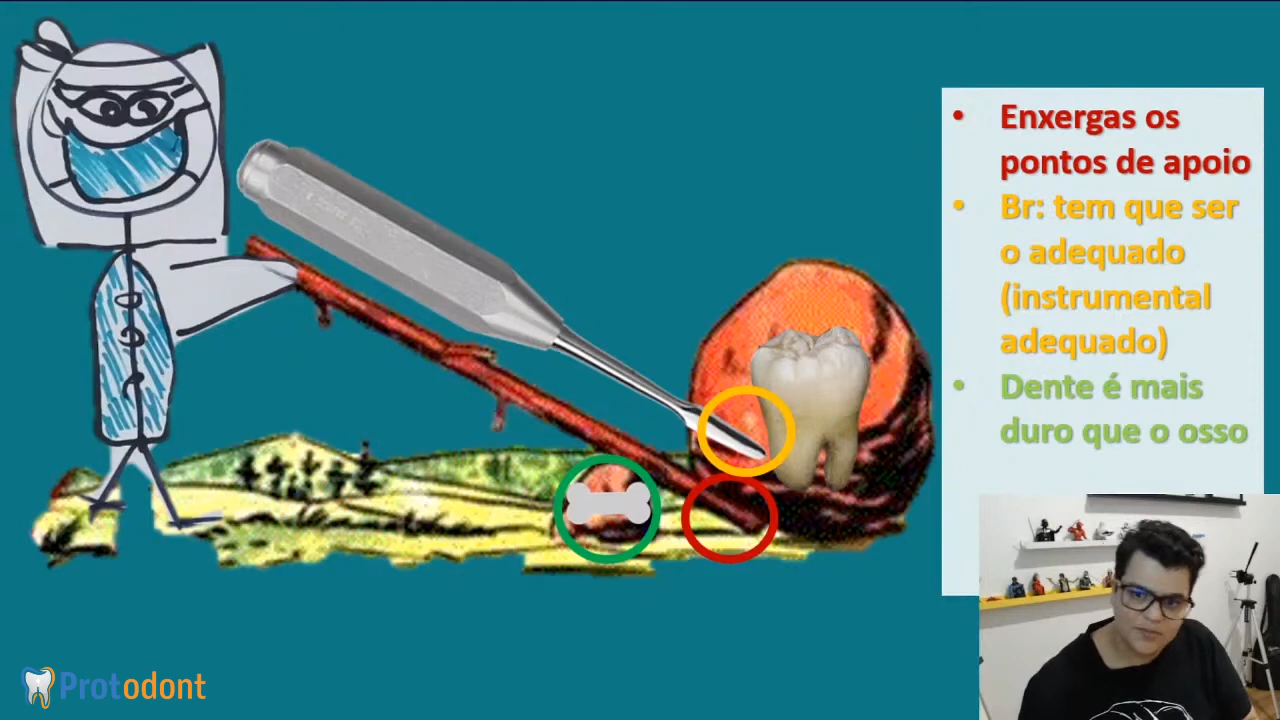 Enxergas os
pontos de apoio
Br: tem que ser
o adequado
(instrumental
adequado)
Dente é mais
duro que o osso
Protodont